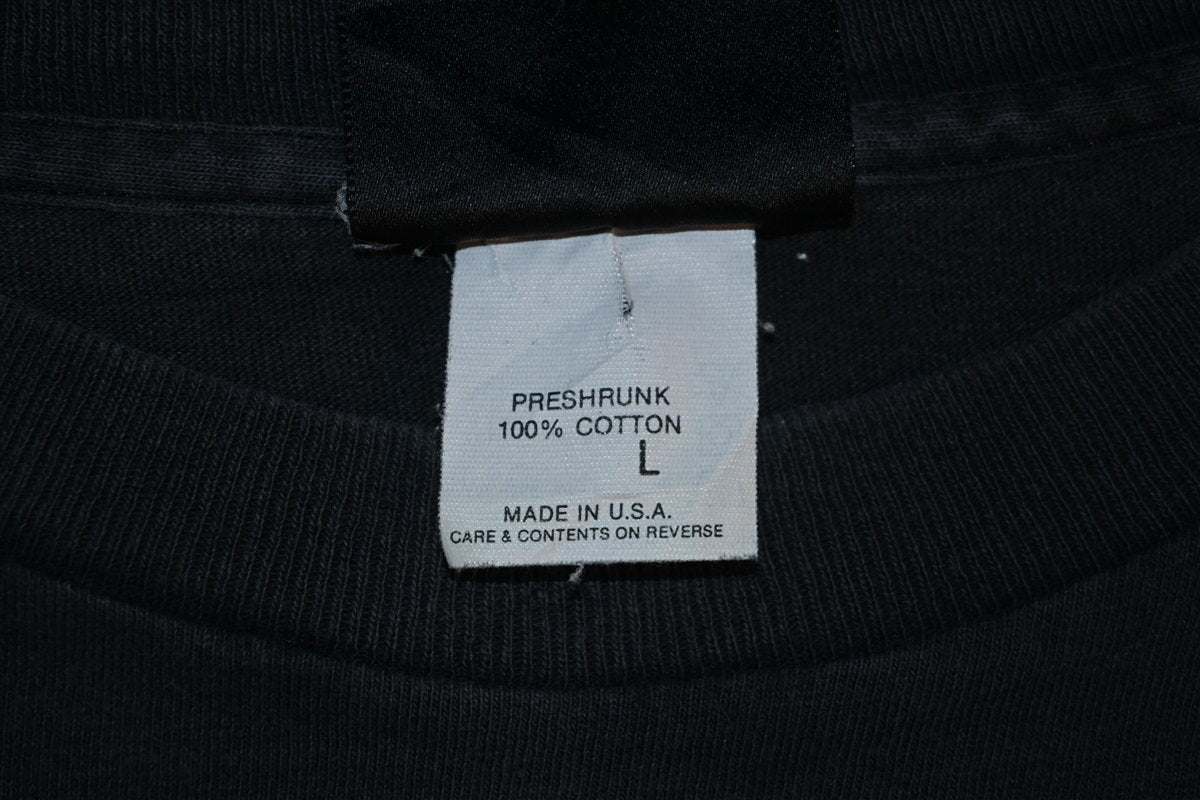 PRESHRUNK
100% COTTON
L
MADE IN U.S.A.
CARE & CONTENTS ON REVERSE